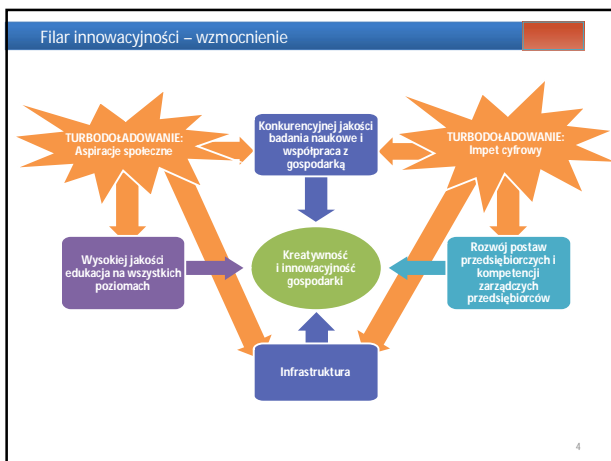 Filar innowacyjności – wzmocnienie
TURBODOŁADOWANIE:
Aspiracje społeczne
Konkurencyjnej jakości
badania naukowe i
współpraca z
gospodarką
TURBODOŁADOWANIE:
Impet cyfrowy
Wysokiej jakości
edukacja na wszystkich
poziomach
Kreatywność
i innowacyjność
gospodarki
Rozwój postaw
przedsiębiorczych i
kompetencji
zarządczych
przedsiębiorców
Infrastruktura
4